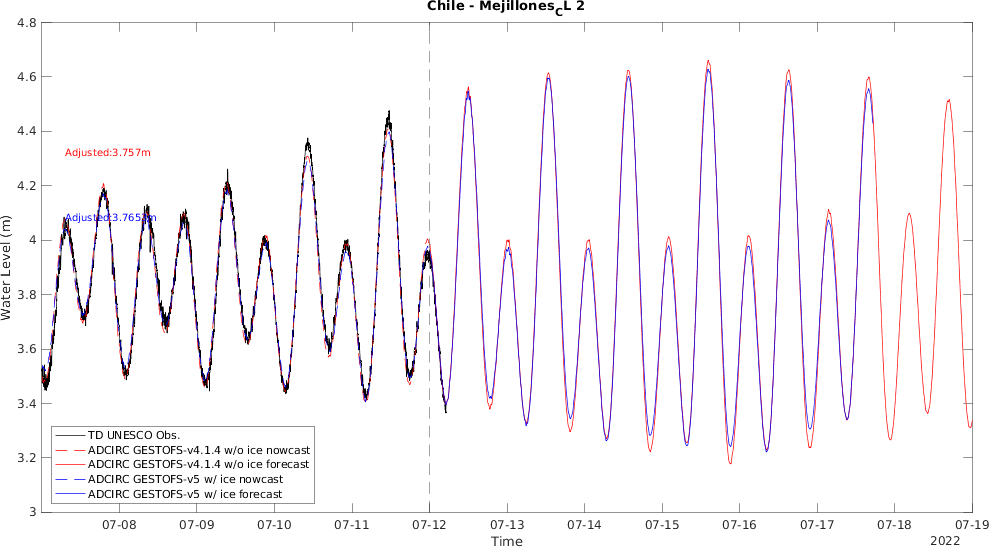 Chile - Mejillones_CL 2
4.8
4.6
4.4
4.2
4
3.8
3.6
3.4
3.2
3
Water Level (m)
Adjusted:3.757m
TD UNESCO Obs.
ADCIRC GESTOFS-v4.1.4 w/o ice nowcast
ADCIRC GESTOFS-v4.1.4 w/o ice forecast
ADCIRC GESTOFS-v5 w/ ice nowcast
ADCIRC GESTOFS-v5 w/ ice forecast
07-08
07-09
07-10
07-11
07-12
07-13
07-14
07-15
07-16
07-17
07-18
07-19
Time
2022